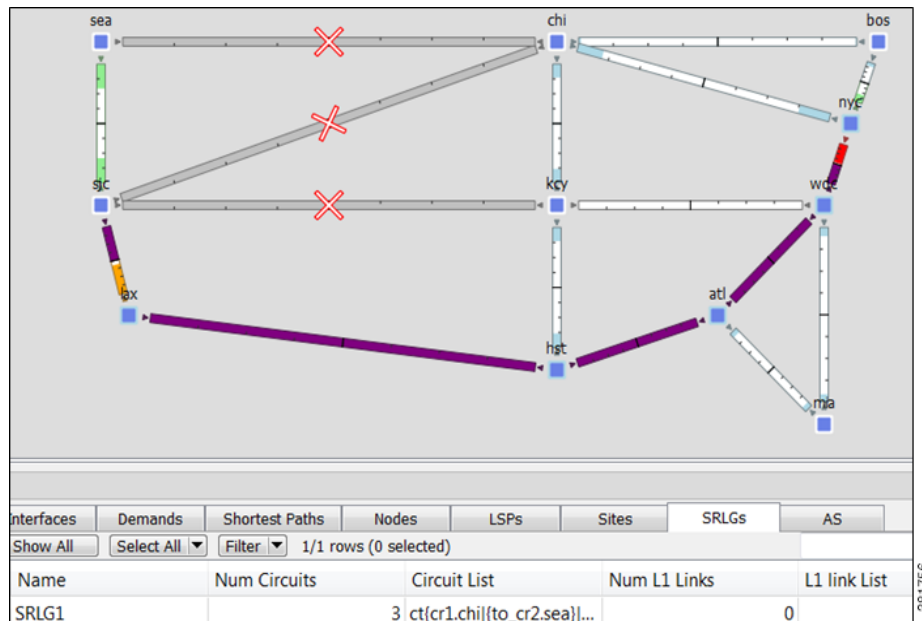 sea
chi
bos
nyc
sjc
kcy
wdc
lax
atl
hst
Interfaces Demands Shortest Paths Nodes LSPs Sites SRLGs AS
Show All Select All Filter 1/1 rows (0 selected)
Name Num Circuits Circuit List Num L1 Links L1 link List
SRLG1 3 ct{cr1.chi|{to_cr2.sea}|... 0